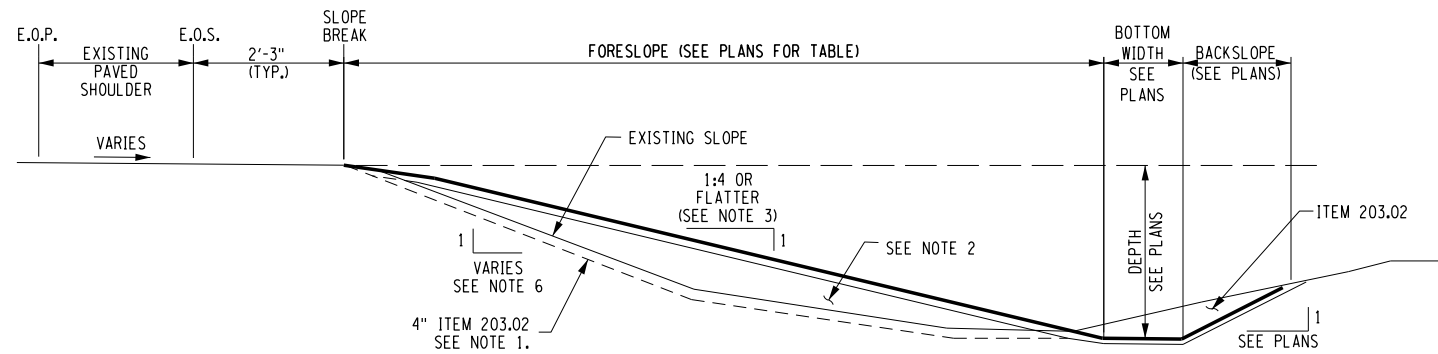 E.O.P.
EXISTING
PAVED
SHOULDER
E.O.S.
2'-3"
(TYP.)
SLOPE
BREAK
FORESLOPE (SEE PLANS FOR TABLE)
BOTTOM
WIDTH
SEE
PLANS
BACKSLOPE
(SEE PLANS)
VARIES
EXISTING SLOPE
1:4 OR
FLATTER
(SEE NOTE 3)
1
1
VARIES
SEE NOTE 6
4" ITEM 203.02
SEE NOTE 1.
SEE NOTE 2
DEPTH
SEE PLANS
ITEM 203.02
1
SEE PLANS